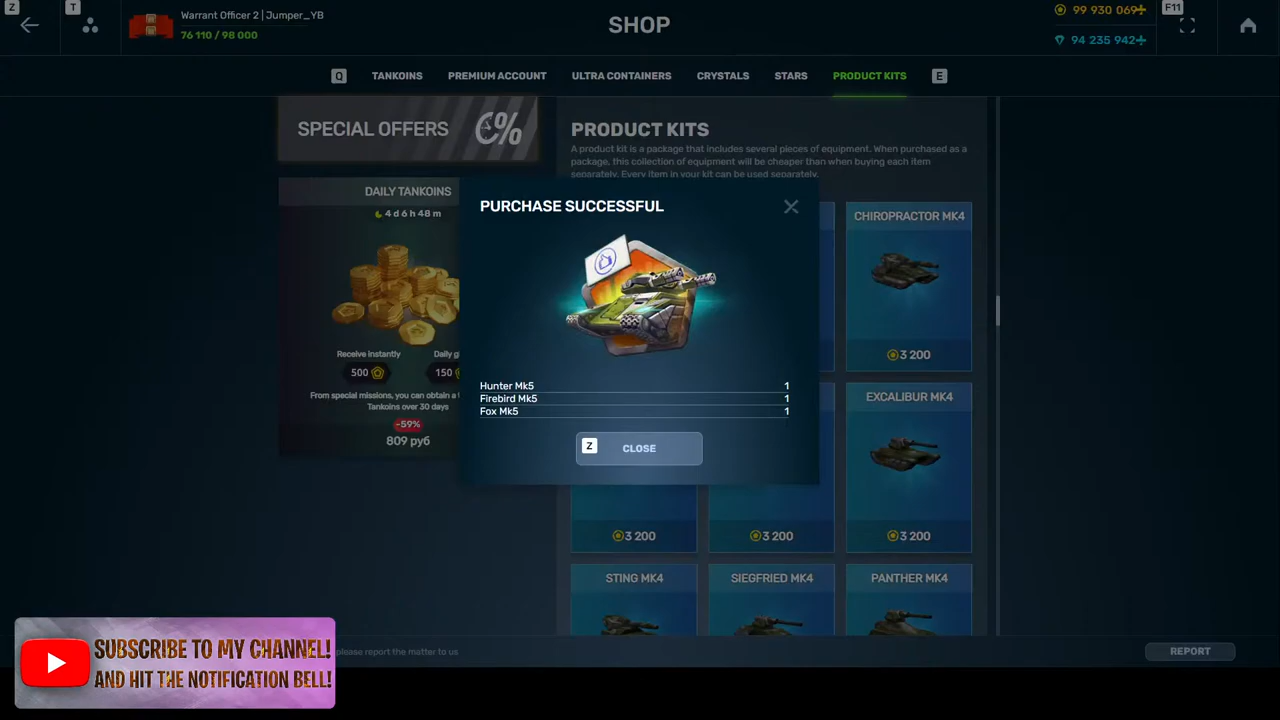 Z
T
Warrant Officer 2 | Jumper_YB
76 110 / 98 000
SHOP
99 930 069+
94 235 942+
F11
Q
TANKOINS
PREMIUM ACCOUNT
ULTRA CONTAINERS
CRYSTALS
STARS
PRODUCT KITS
E
SPECIAL OFFERS
%
DAILY TANKOINS
4 d 6 h 48 m
Receive instantly
Daily
500
150
From special missions, you can obtain a
Tankoins over 30 days
-59%
809 руб
PRODUCT KITS
A product kit is a package that includes several pieces of equipment. When purchased as a
package, this collection of equipment will be cheaper than when buying each item
separately. Every item in your kit can be used separately.
PURCHASE SUCCESSFUL
Hunter Mk5 1
Firebird Mk5 1
Fox Mk5 1
Z
CLOSE
CHIROPRACTOR MK4
3 200
EXCALIBUR MK4
3 200
3 200
3 200
STING MK4
SIEGFRIED MK4
PANTHER MK4
please report the matter to us
REPORT
SUBSCRIBE TO MY CHANNEL!
AND HIT THE NOTIFICATION BELL!